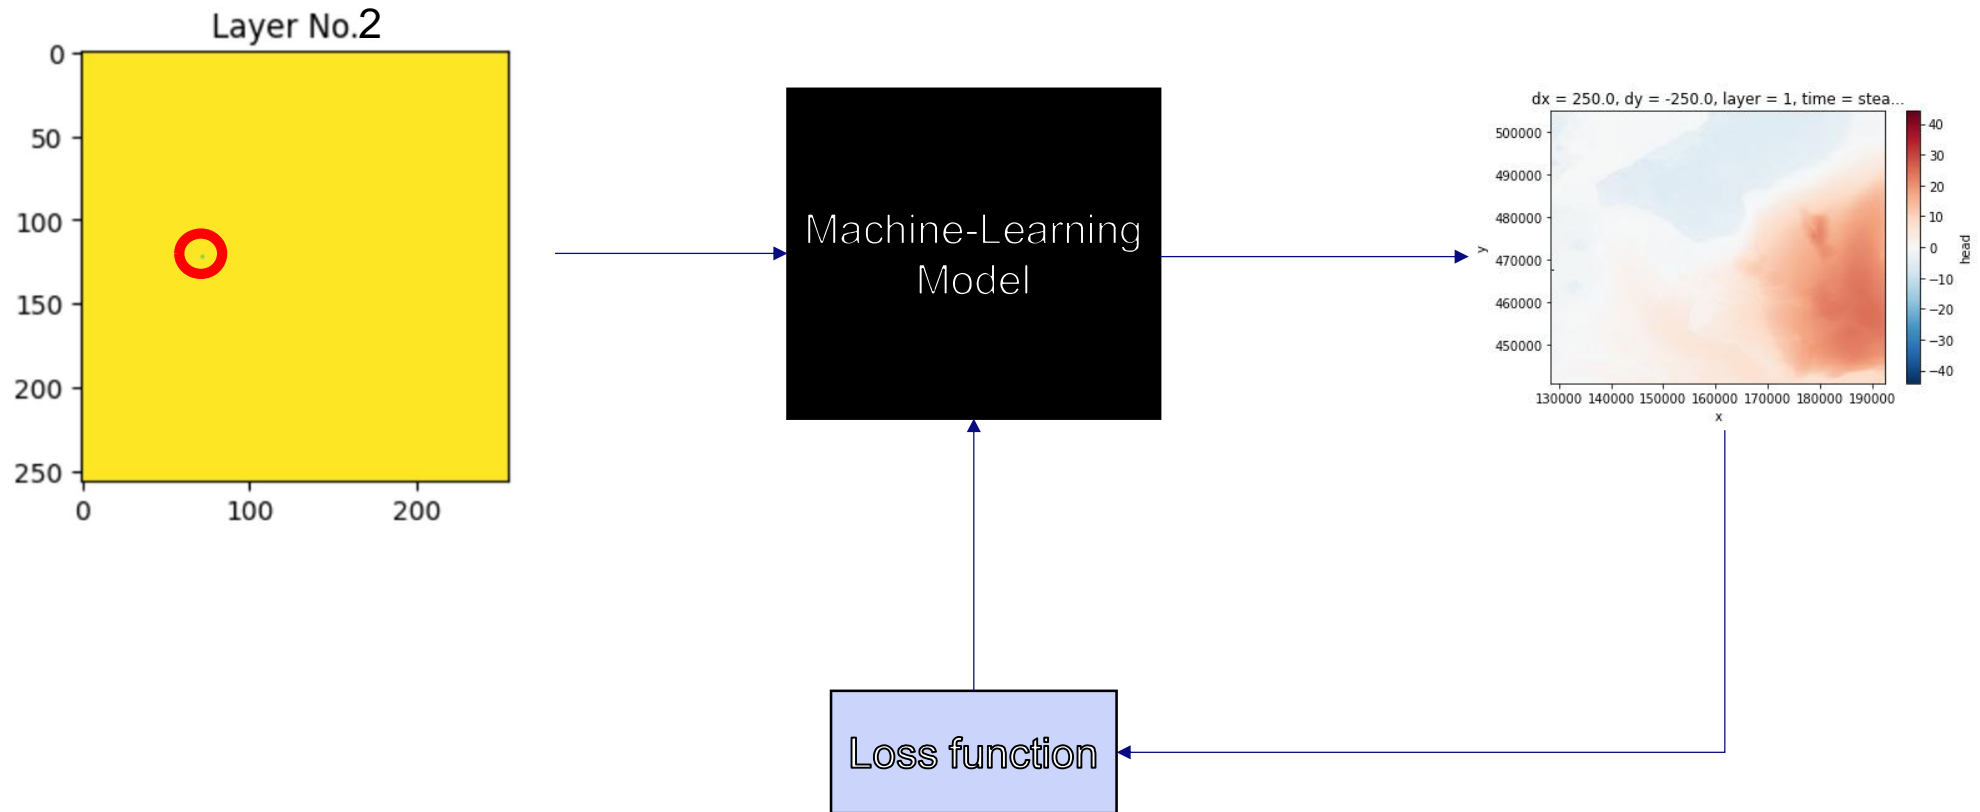 Layer No.2
0
50
100
150
200
250
0 100 200
Machine-Learning
Model
dx = 250.0, dy = -250.0, layer = 1, time = stea...
500000
490000
480000
470000
460000
450000
y
130000 140000 150000 160000 170000 180000 190000
x
40
30
20
10
0
−10
−20
−30
−40
head
Loss function